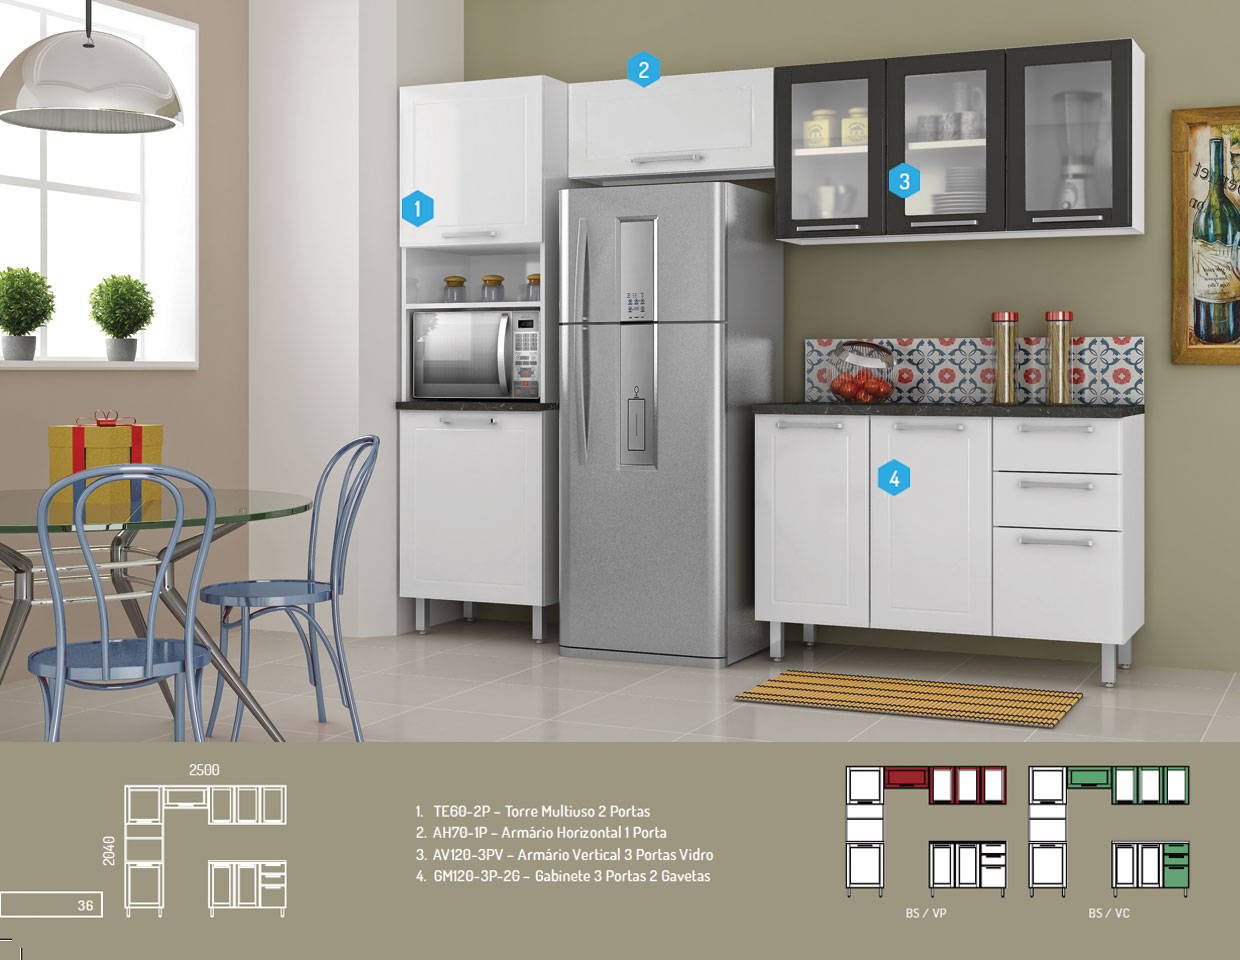 2
1
3
4
2500
2040
1. TE60-2P – Torre Multiuso 2 Portas
2. AH70-1P – Armário Horizontal 1 Porta
3. AV120-3PV – Armário Vertical 3 Portas Vidro
4. GM120-3P-2G – Gabinete 3 Portas 2 Gavetas
36
BS / VP
BS / VC